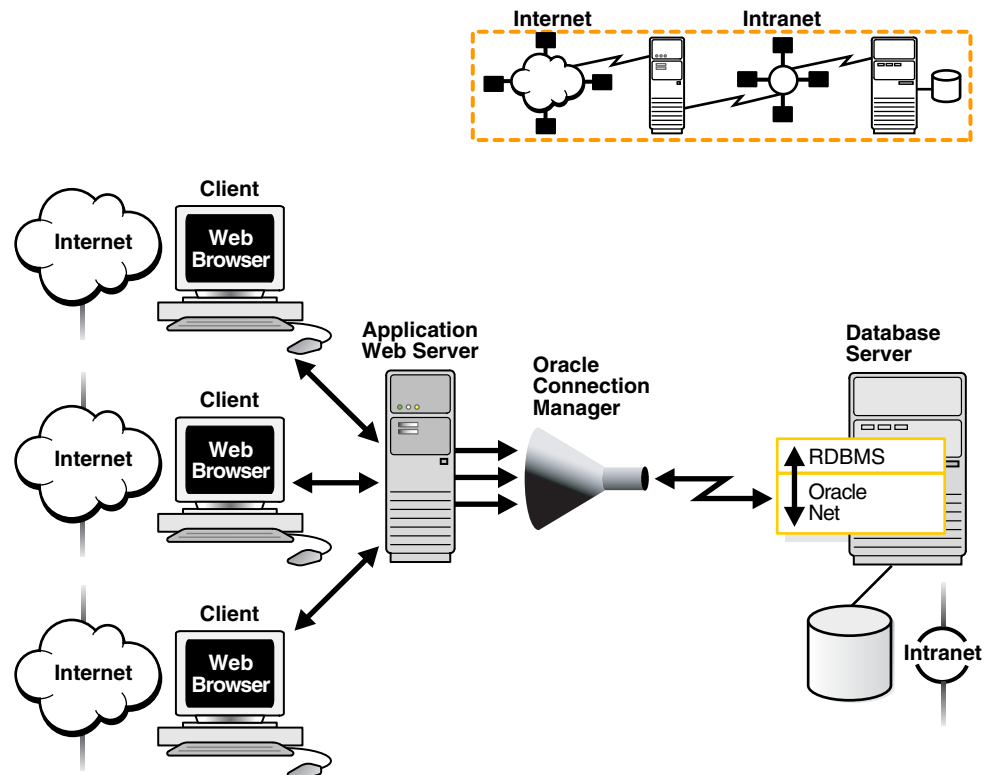 Internet
Intranet
Client
Internet
Web
Browser
Application
Web Server
Oracle
Connection
Manager
Database
Server
Client
Internet
Web
Browser
RDBMS
Oracle
Net
Client
Internet
Web
Browser
Intranet